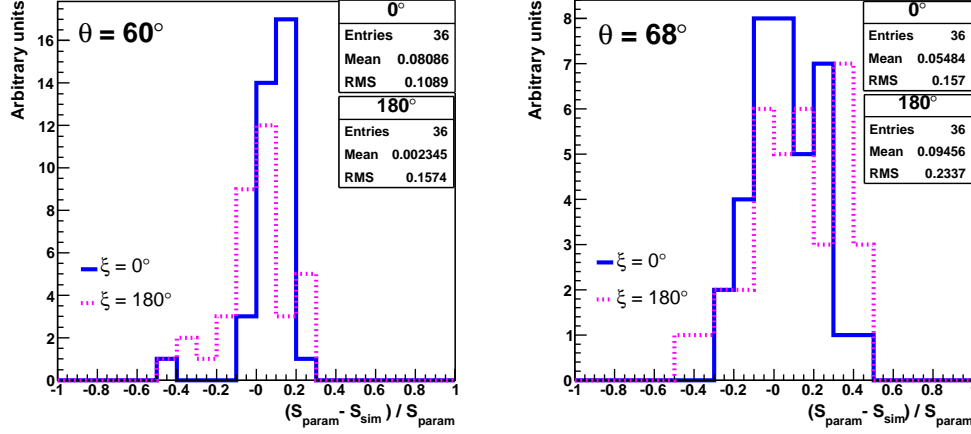 Arbitrary units
θ = 60°
0°
Entries 36
Mean 0.08086
RMS 0.1089
180°
Entries 36
Mean 0.002345
RMS 0.1574
16
14
12
10
8
6
4
2
0
ξ = 0°
ξ = 180°
-1 -0.8 -0.6 -0.4 -0.2 -0 0.2 0.4 0.6 0.8 1
(S_param - S_sim) / S_param
Arbitrary units
θ = 68°
0°
Entries 36
Mean 0.05484
RMS 0.157
180°
Entries 36
Mean 0.09456
RMS 0.2337
8
7
6
5
4
3
2
1
0
ξ = 0°
ξ = 180°
-1 -0.8 -0.6 -0.4 -0.2 -0 0.2 0.4 0.6 0.8
(S_param - S_sim) / S_param